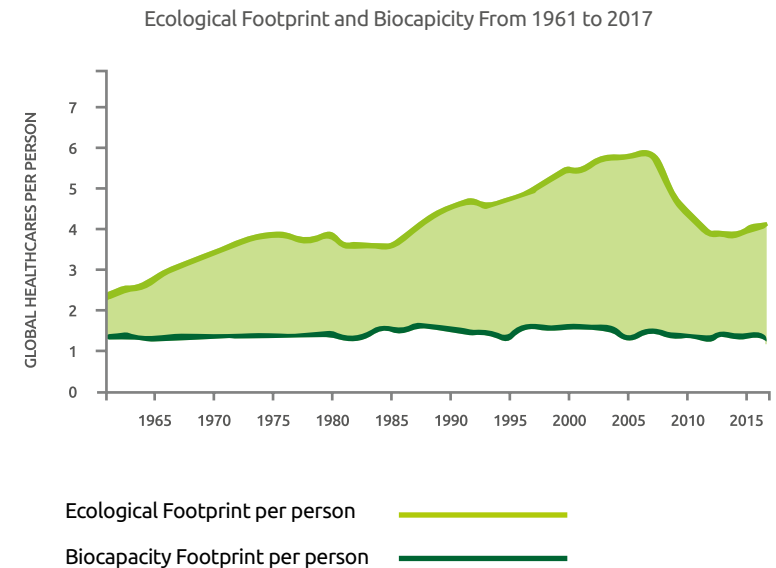 Ecological Footprint and Biocapicity From 1961 to 2017
GLOBAL HEALTHCARES PER PERSON
7
6
5
4
3
2
1
0
1965 1970 1975 1980 1985 1990 1995 2000 2005 2010 2015
Ecological Footprint per person
Biocapacity Footprint per person